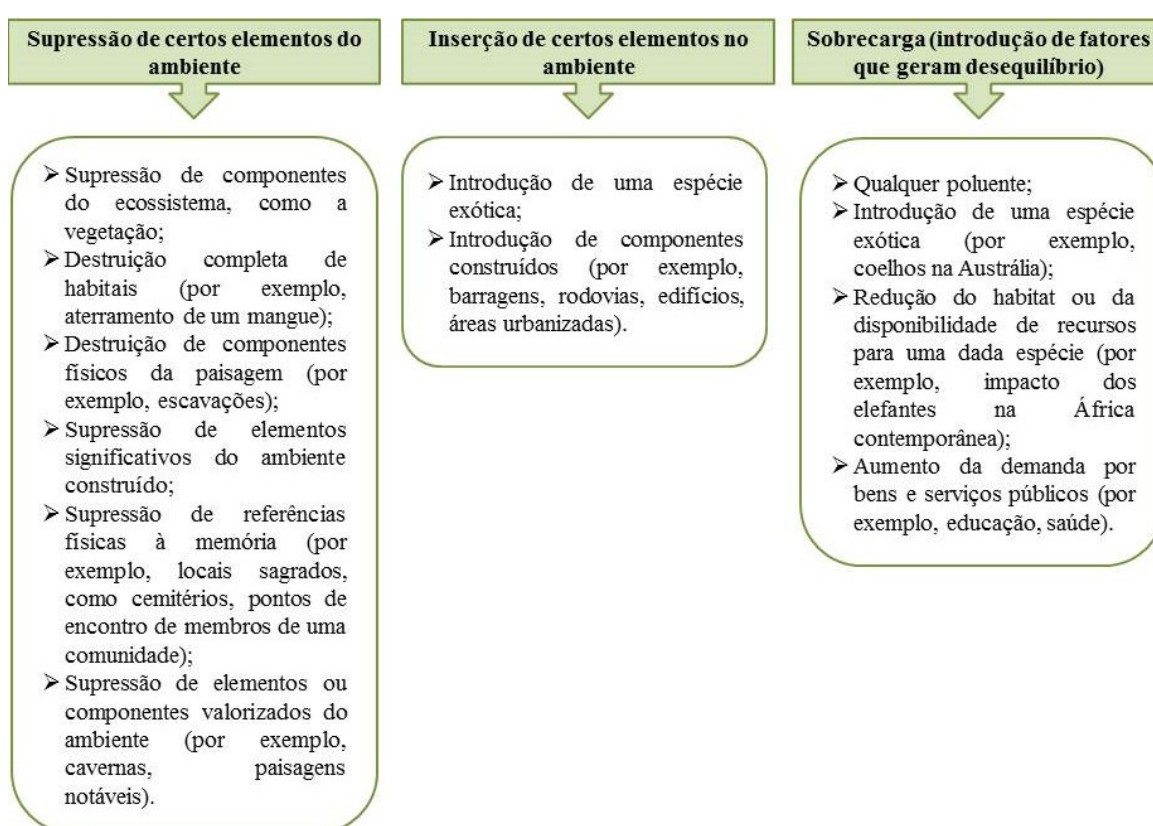 Supressão de certos elementos do
ambiente
➤ Supressão de componentes
do ecossistema, como a
vegetação;
➤ Destruição completa de
habitais (por exemplo,
aterramento de um mangue);
➤ Destruição de componentes
físicos da paisagem (por
exemplo, escavações);
➤ Supressão de elementos
significativos do ambiente
construído;
➤ Supressão de referências
físicas à memória (por
exemplo, locais sagrados,
como cemitérios, pontos de
encontro de membros de uma
comunidade);
➤ Supressão de elementos ou
componentes valorizados do
ambiente (por exemplo,
cavernas, paisagens
notáveis).
Inserção de certos elementos no
ambiente
➤ Introdução de uma espécie
exótica;
➤ Introdução de componentes
construídos (por exemplo,
barragens, rodovias, edifícios,
áreas urbanizadas).
Sobrecarga (introdução de fatores
que geram desequilíbrio)
➤ Qualquer poluente;
➤ Introdução de uma espécie
exótica (por exemplo,
coelhos na Austrália);
➤ Redução do habitat ou da
disponibilidade de recursos
para uma dada espécie (por
exemplo, impacto dos
elefantes na África
contemporânea);
➤ Aumento da demanda por
bens e serviços públicos (por
exemplo, educação, saúde).